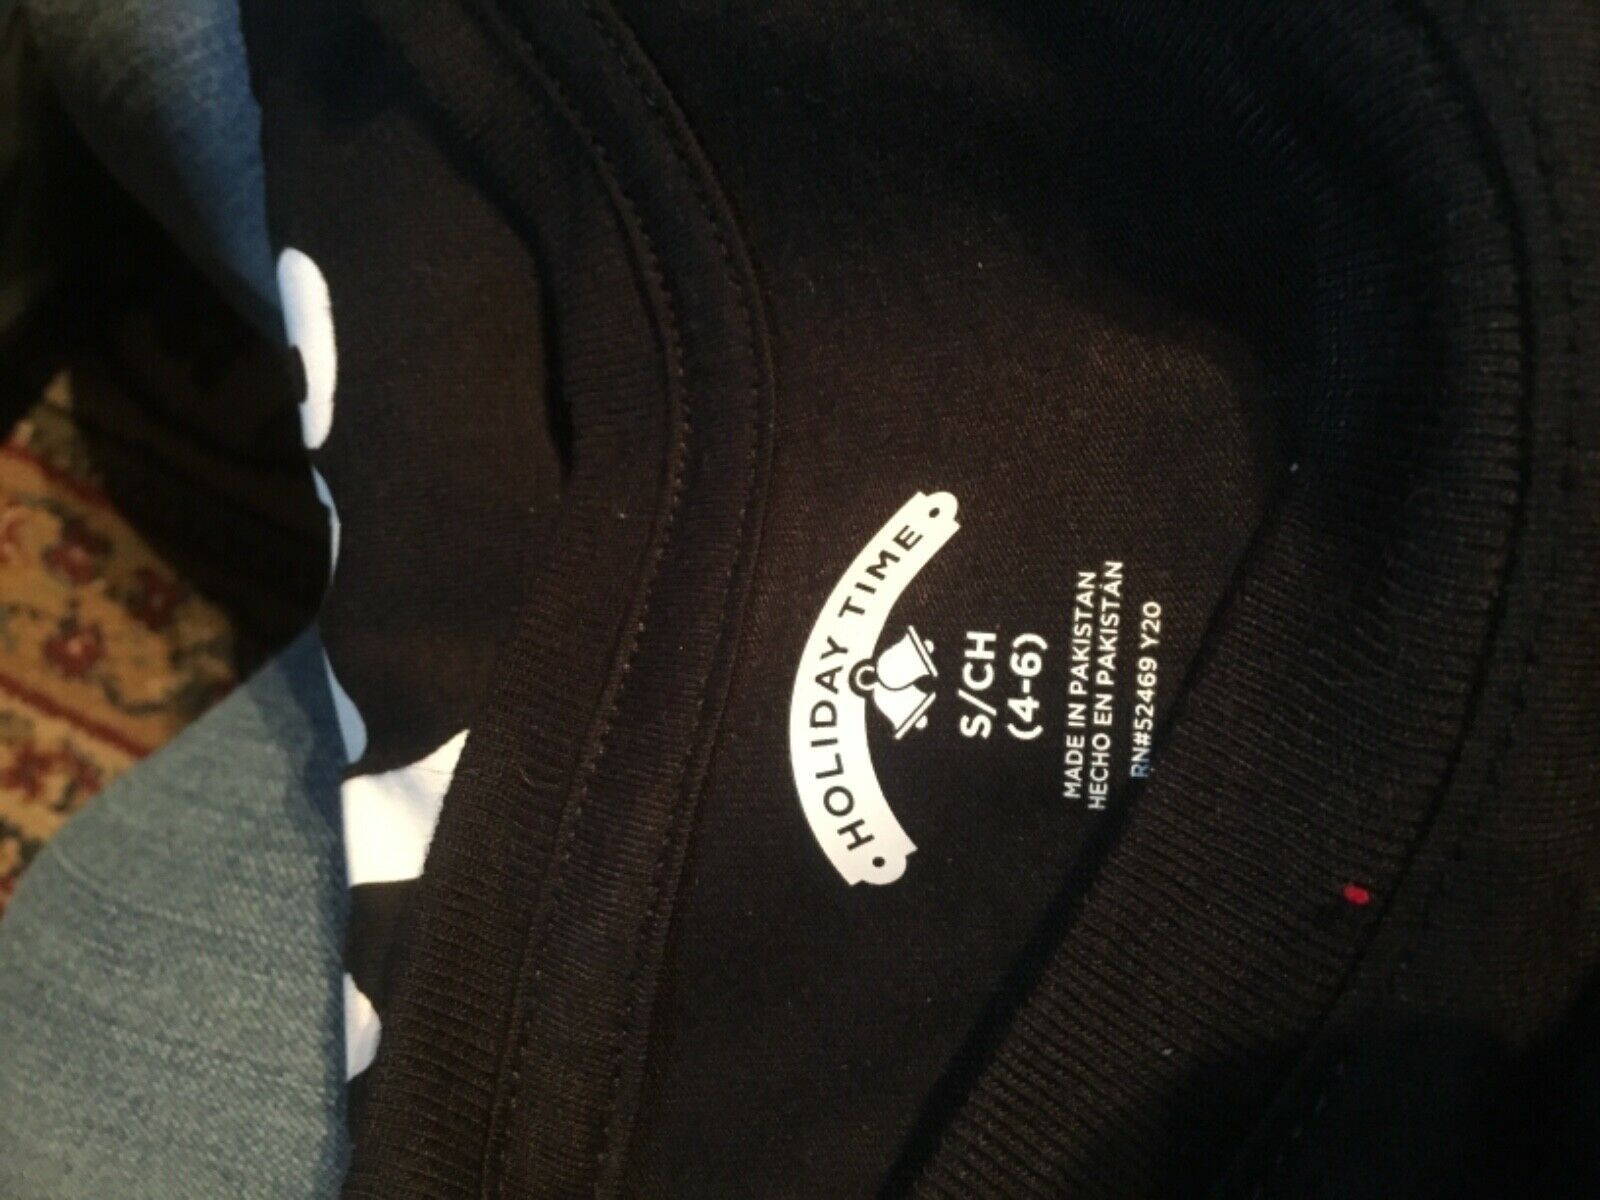 HOLIDAY TIME
S/CH
(4-6)
MADE IN PAKISTAN
HECHO EN PAKISTÁN
RN#52469 Y20